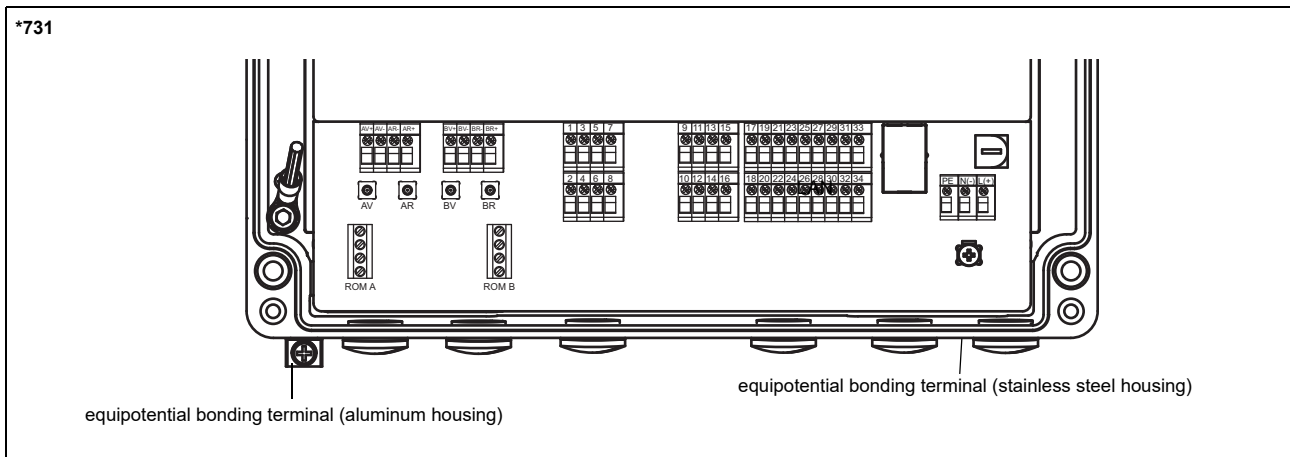 *731
AV+ AV- AR- AR+ BV+ BV- BR- BR+ 1 3 5 7 9 11 13 15 17 19 21 23 25 27 29 31 33
2 4 6 8 10 12 14 16 18 20 22 24 26 28 30 32 34
LAN
PE N(-) L(+)
AV AR BV BR
ROM A ROM B
equipotential bonding terminal (stainless steel housing)
equipotential bonding terminal (aluminum housing)